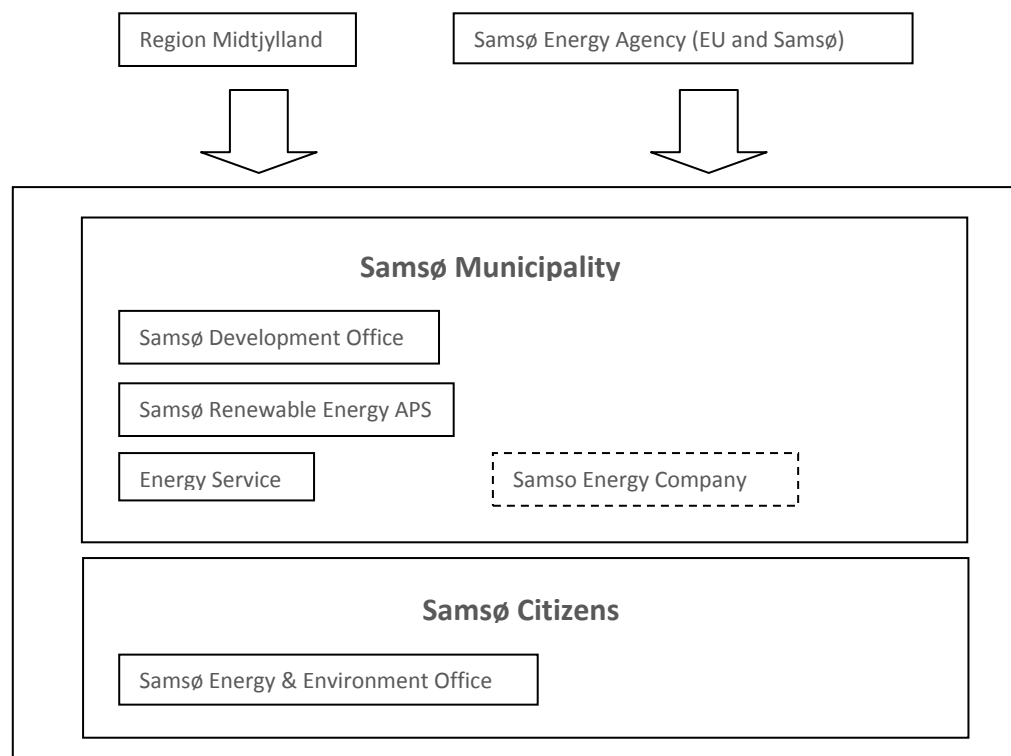 Region Midtjylland
Samsø Energy Agency (EU and Samsø)
Samsø Municipality
Samsø Development Office
Samsø Renewable Energy APS
Energy Service
Samso Energy Company
Samsø Citizens
Samsø Energy & Environment Office